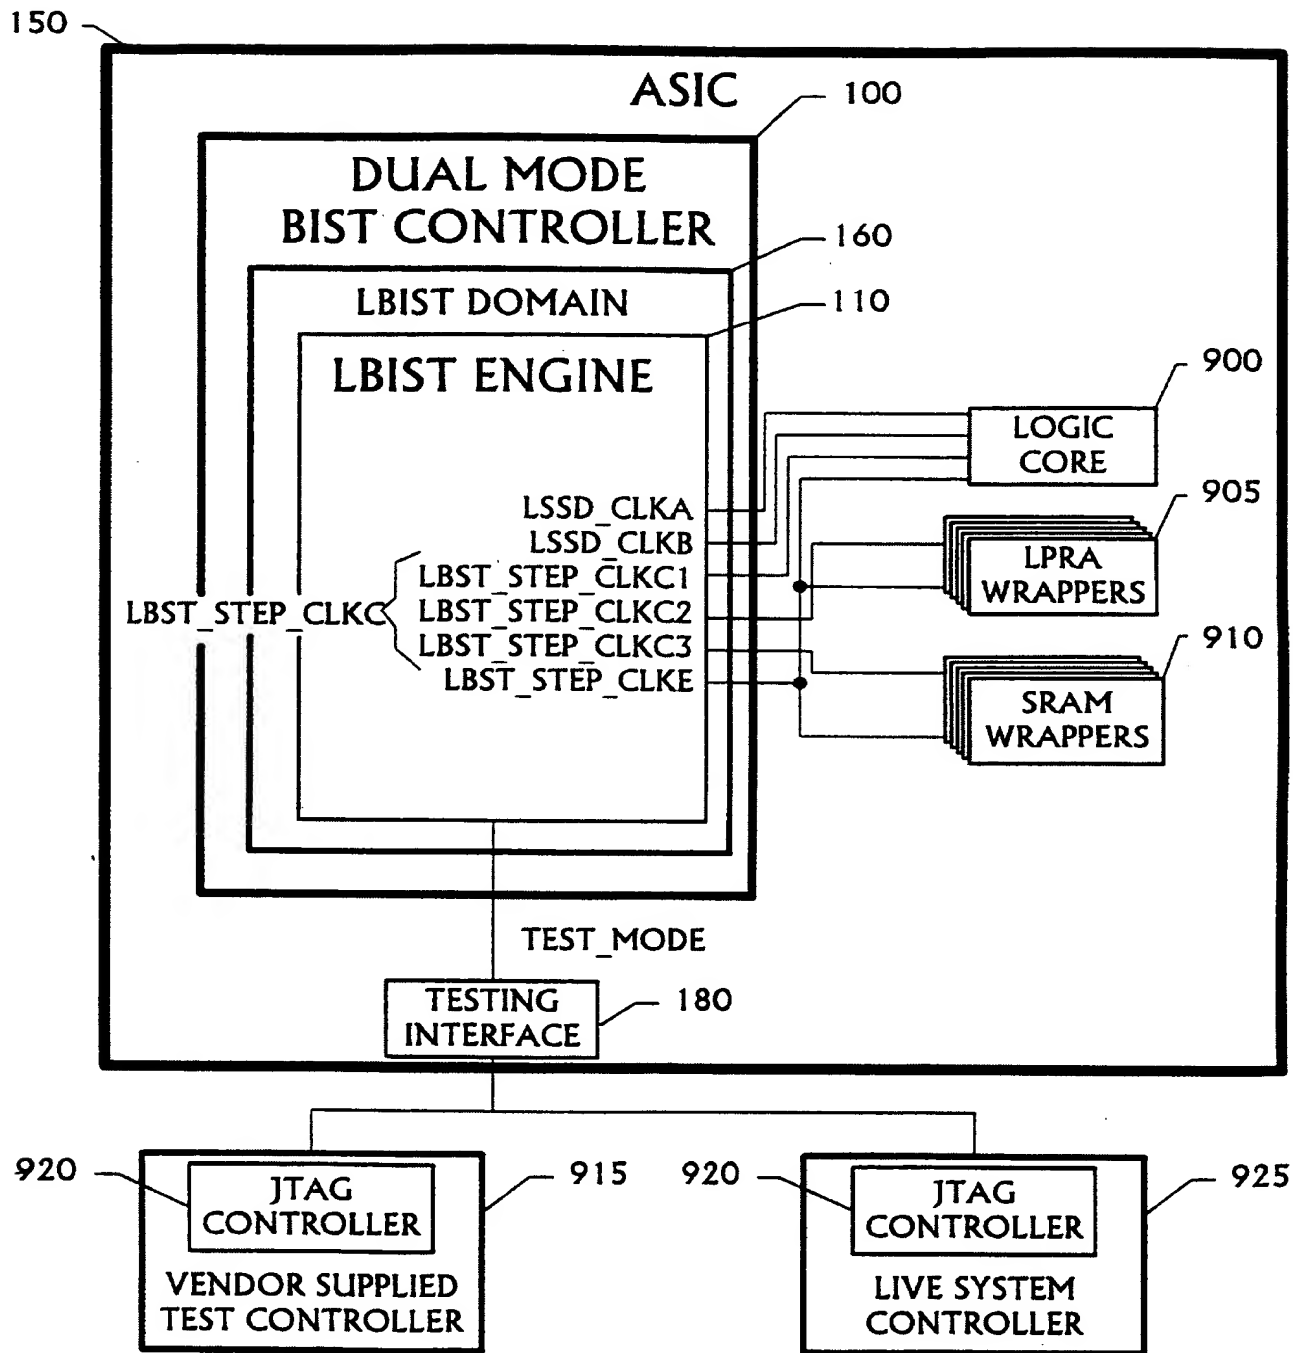 150
ASIC
100
DUAL MODE
BIST CONTROLLER
160
LBIST DOMAIN
110
LBIST ENGINE
900
LOGIC
CORE
LSSD_CLKA
905
LSSD_CLKB
LPRA
WRAPPERS
LBST_STEP_CLKC1
LBST_STEP_CLKC
LBST_STEP_CLKC2
LBST_STEP_CLKC3
910
LBST_STEP_CLKE
SRAM
WRAPPERS
TEST_MODE
TESTING
INTERFACE
180
920
JTAG
CONTROLLER
915
VENDOR SUPPLIED
TEST CONTROLLER
920
JTAG
CONTROLLER
925
LIVE SYSTEM
CONTROLLER